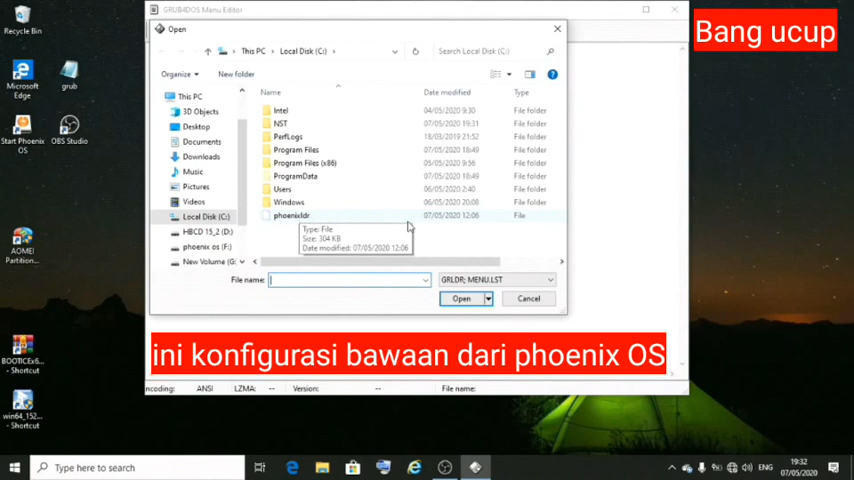 GRUB4DOS Menu Editor
Bang ucup
Recycle Bin
Open
This PC
Local Disk (C:)
Search Local Disk (C:)
Organize
New folder
Microsoft Edge
grub
Start Phoenix OS
OBS Studio
AOMEI Partition...
BOOTICEx6... - Shortcut
win64_152... - Shortcut
This PC
3D Objects
Desktop
Documents
Downloads
Music
Pictures
Videos
Local Disk (C:)
HBCD 15_2 (D:)
phoenix os (F:)
New Volume (G:
Name Date modified Type
Intel 04/05/2020 9:30 File folder
NST 07/05/2020 19:31 File folder
PerfLogs 18/03/2019 21:52 File folder
Program Files 07/05/2020 18:49 File folder
Program Files (x86) 05/05/2020 9:56 File folder
ProgramData 07/05/2020 18:49 File folder
Users 06/05/2020 2:40 File folder
Windows 06/05/2020 20:08 File folder
phoenixldr 07/05/2020 12:06 File
Type: File
Size: 304 KB
Date modified: 07/05/2020 12:06
File name:
GRLDR; MENU.LST
Open
Cancel
ini konfigurasi bawaan dari phoenix OS
ncoding: ANSI LZMA: -- Version: -- File name:
Type here to search
ENG
19:32
07/05/2020